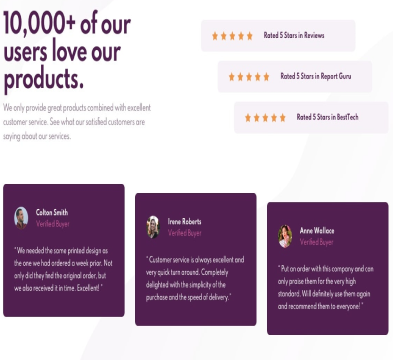 10,000+ of our
users love our
products.
We only provide great products combined with excellent
customer service. See what our satisfied customers are
saying about our services.
Rated 5 Stars in Reviews
Rated 5 Stars in Report Guru
Rated 5 Stars in BestTech
Colton Smith
Verified Buyer
" We needed the same printed design as
the one we had ordered a week prior. Not
only did they find the original order, but
we also received it in time. Excellent! "
Irene Roberts
Verified Buyer
" Customer service is always excellent and
very quick turn around. Completely
delighted with the simplicity of the
purchase and the speed of delivery. "
Anne Wallace
Verified Buyer
" Put an order with this company and can
only praise them for the very high
standard. Will definitely use them again
and recommend them to everyone! "